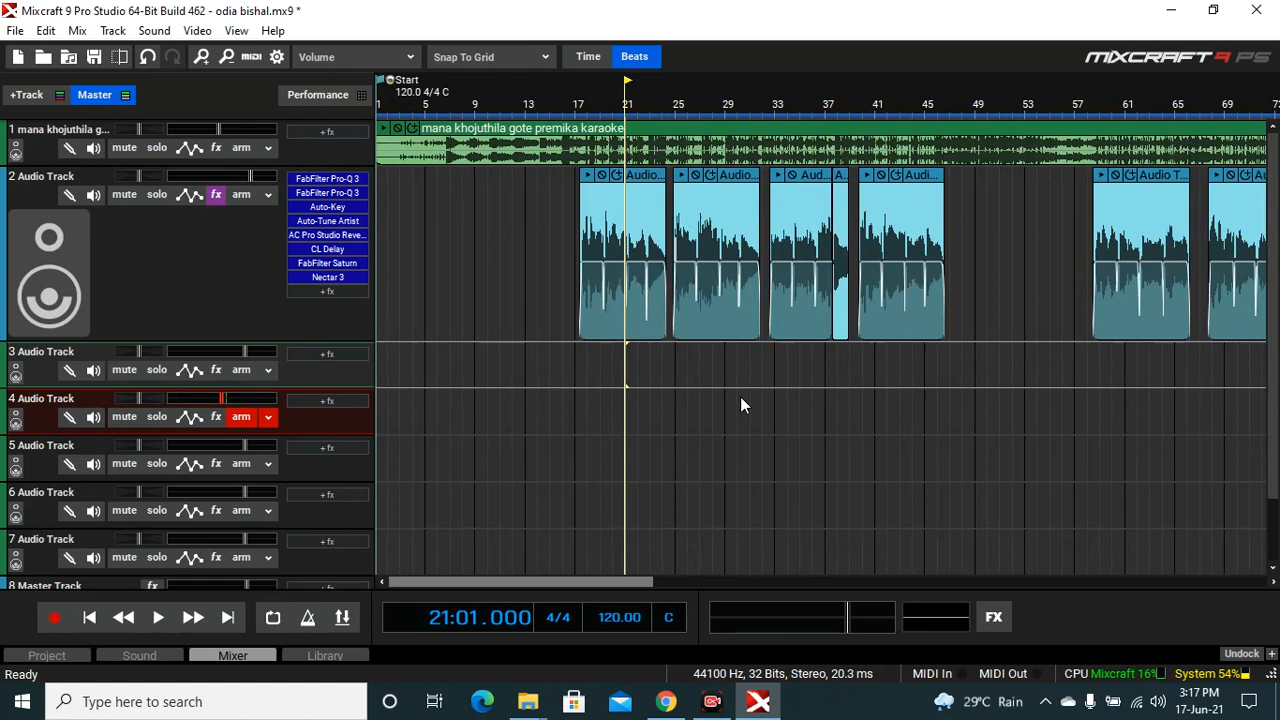 Mixcraft 9 Pro Studio 64-Bit Build 462 - odia bishal.mx9 *
File Edit Mix Track Sound Video View Help
Volume Snap To Grid Time Beats MIXCRAFT 9 PS
+Track Master Performance
Start
120.0 4/4 C
1 5 9 13 17 21 25 29 33 37 41 45 49 53 57 61 65 69 73
1 mana khojuthila g... + fx
mana khojuthila gote premika karaoke
mute solo fx arm
2 Audio Track
mute solo fx arm
FabFilter Pro-Q 3
FabFilter Pro-Q 3
Auto-Key
Auto-Tune Artist
AC Pro Studio Reve...
CL Delay
FabFilter Saturn
Nectar 3
+ fx
Audio... Audio... Aud... A... Audi... Audio T... Au
3 Audio Track + fx
mute solo fx arm
4 Audio Track + fx
mute solo fx arm
5 Audio Track + fx
mute solo fx arm
6 Audio Track + fx
mute solo fx arm
7 Audio Track + fx
mute solo fx arm
8 Master Track fx
21:01.000 4/4 120.00 C FX
Project Sound Mixer Library Undock +
Ready 44100 Hz, 32 Bits, Stereo, 20.3 ms MIDI In MIDI Out CPU Mixcraft 16% System 54%
Type here to search 29°C Rain 3:17 PM
17-Jun-21